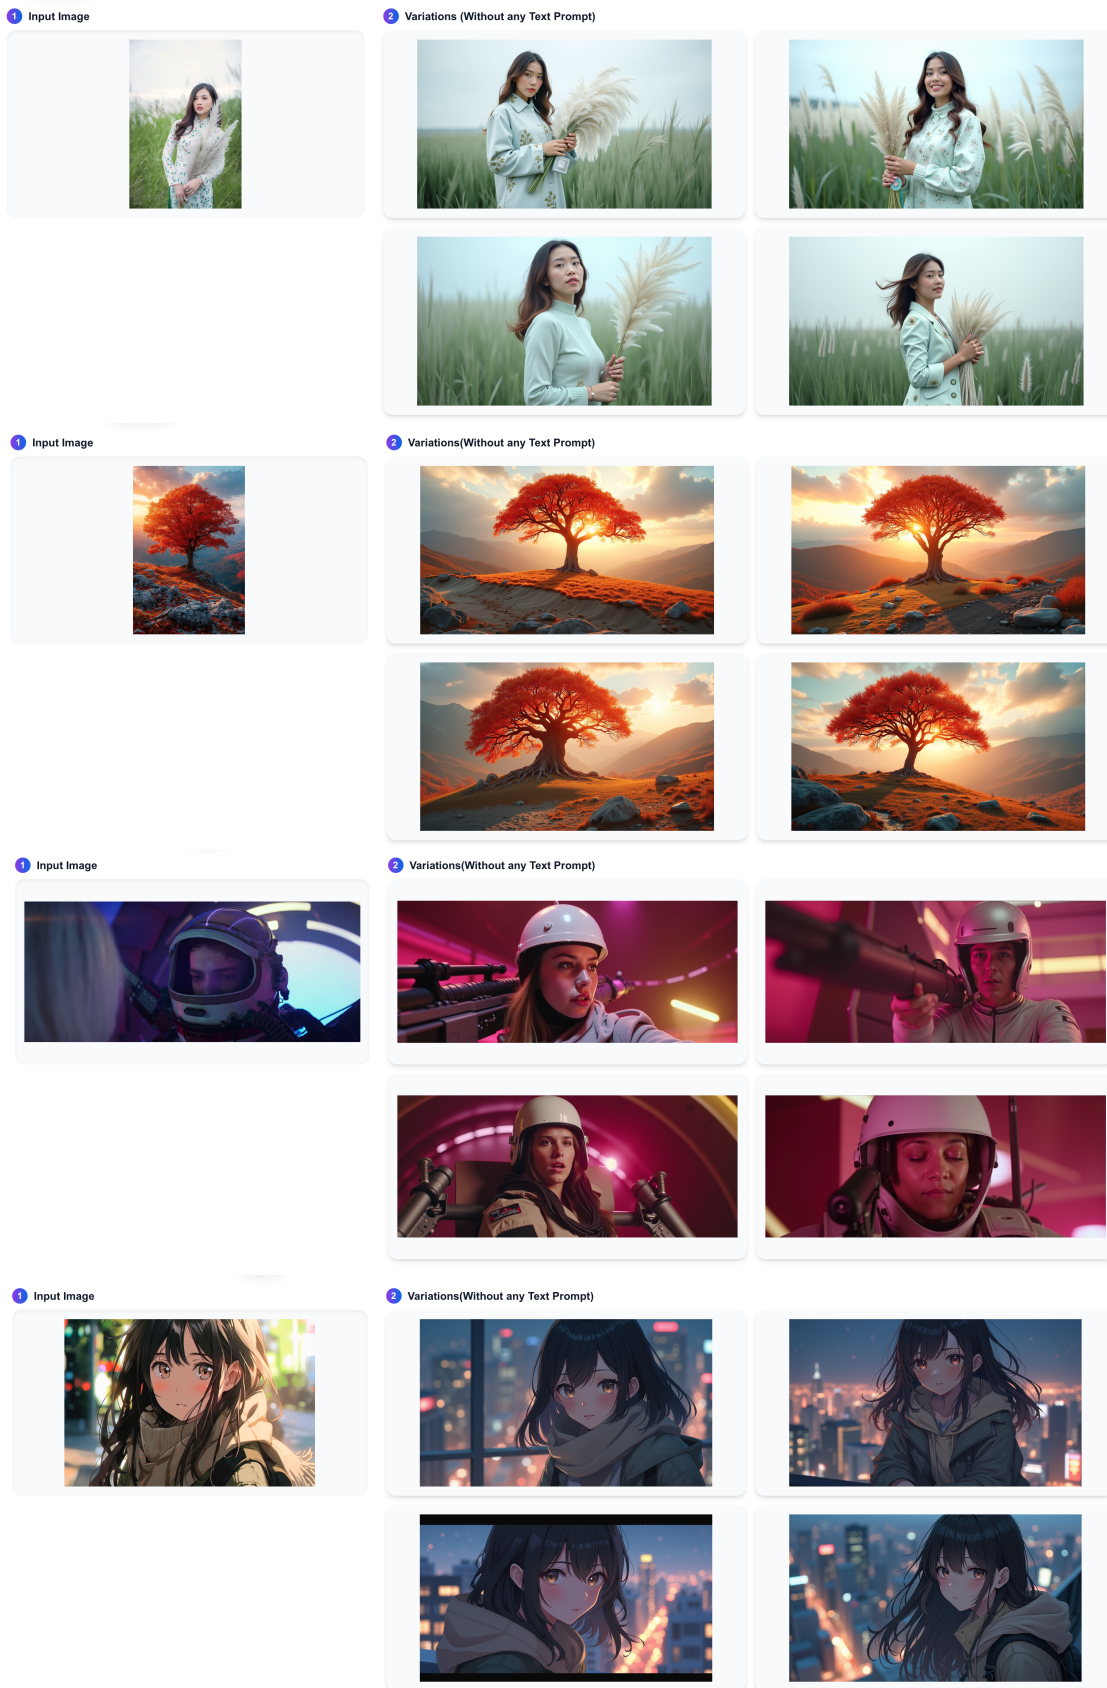 1 Input Image
2 Variations (Without any Text Prompt)
1 Input Image
2 Variations(Without any Text Prompt)
1 Input Image
2 Variations(Without any Text Prompt)
1 Input Image
2 Variations(Without any Text Prompt)